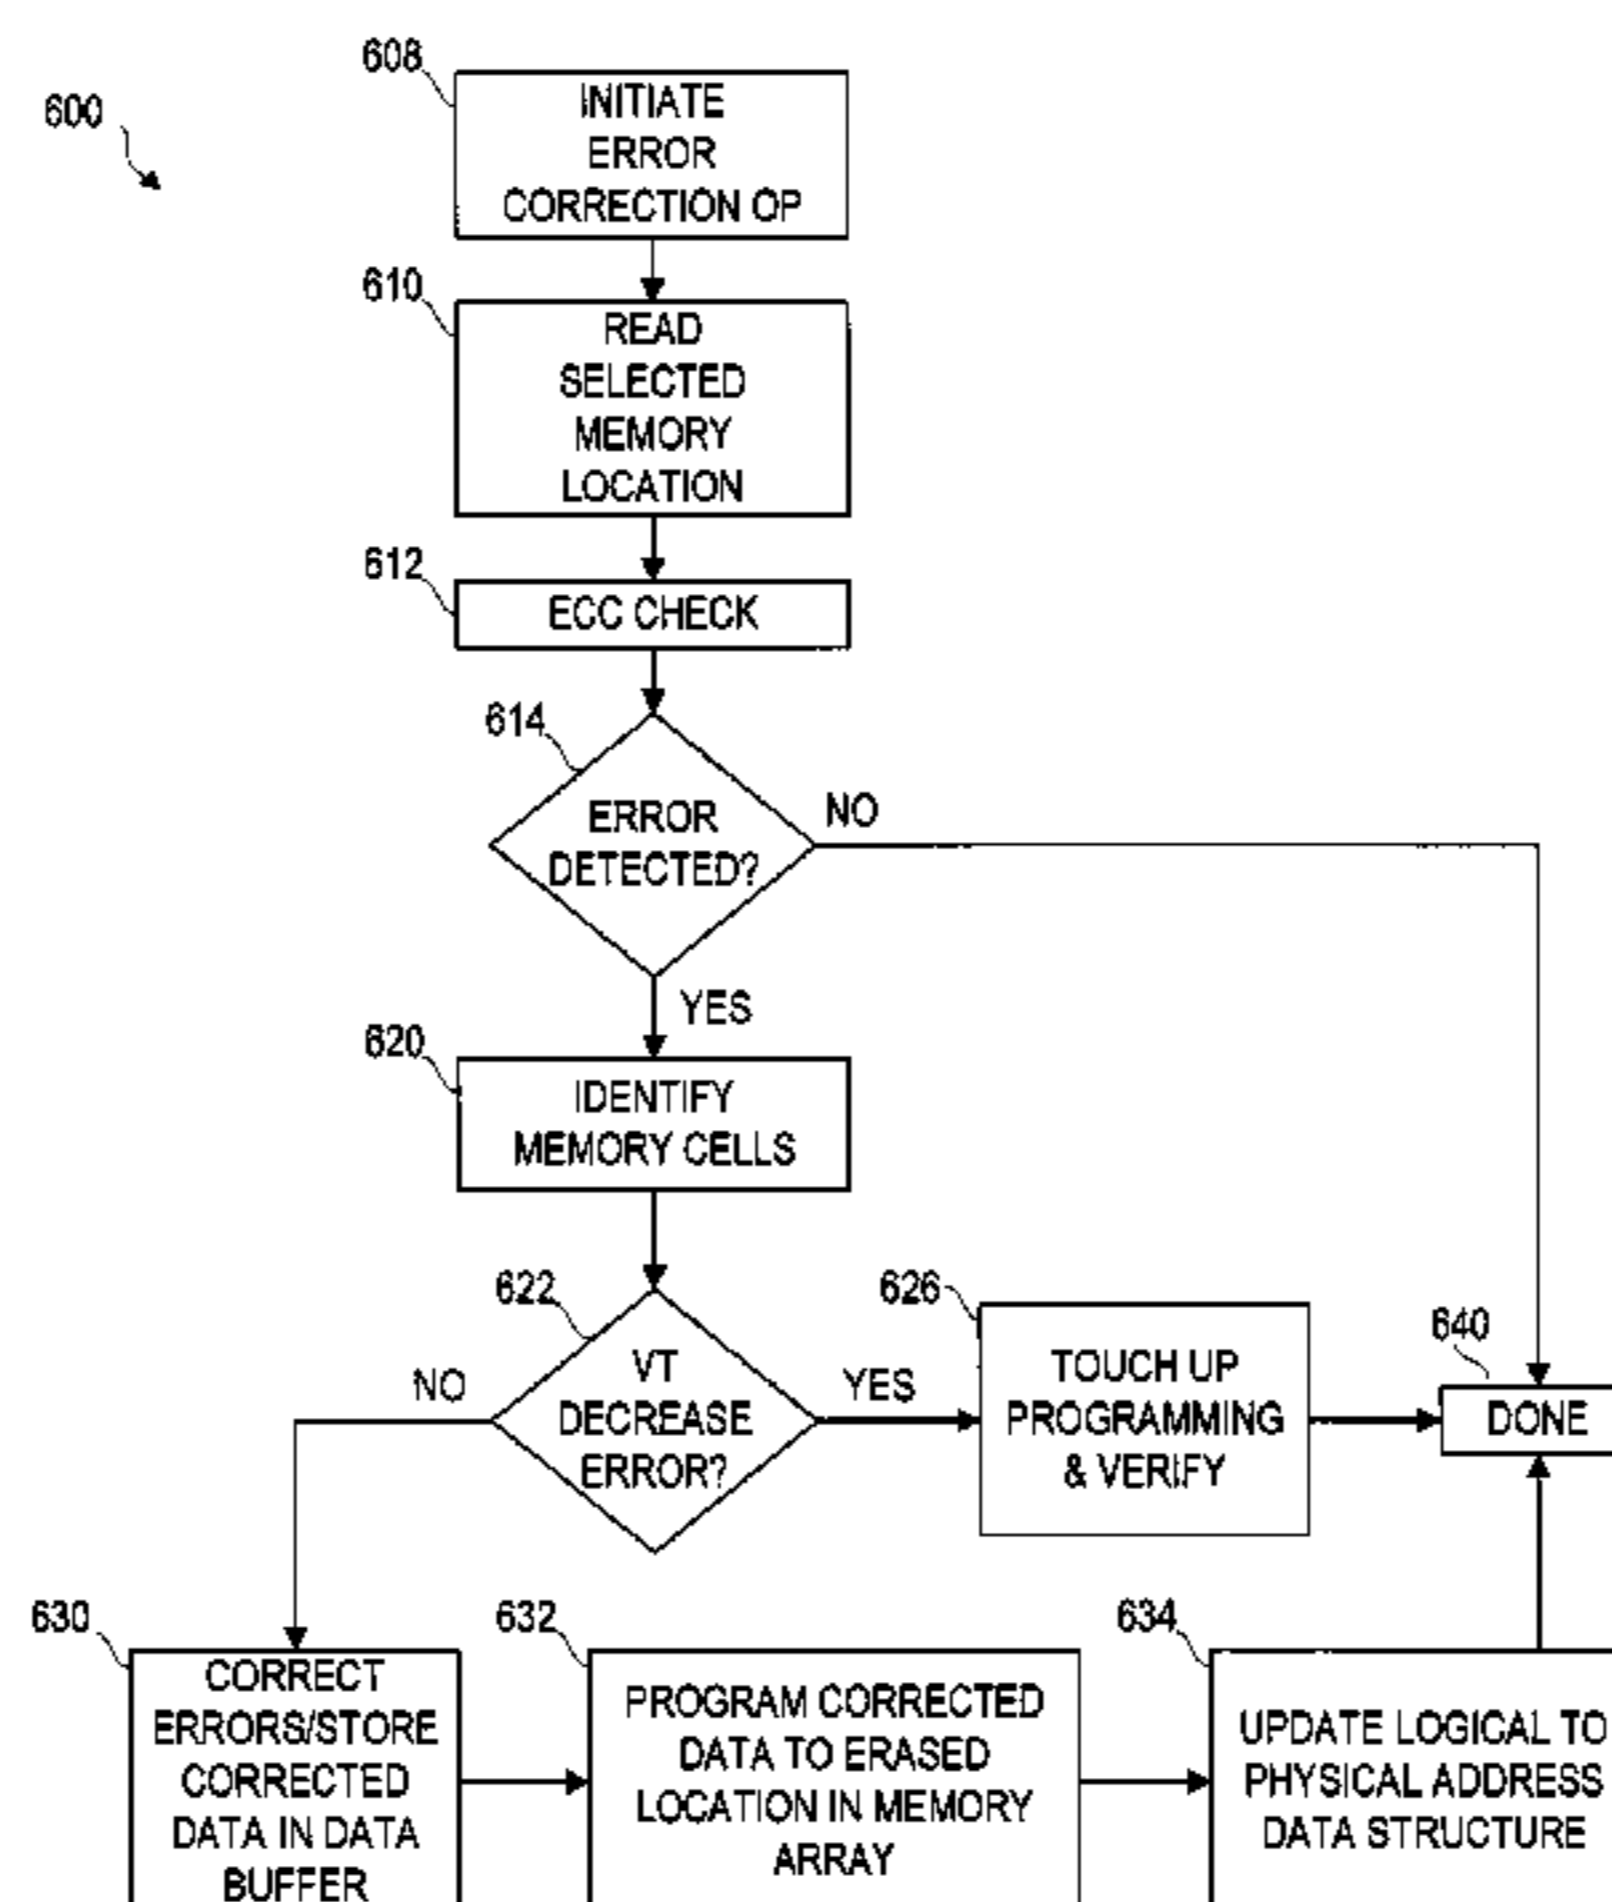 608
600
INITIATE
ERROR
CORRECTION OP
610
READ
SELECTED
MEMORY
LOCATION
612
ECC CHECK
614
ERROR
DETECTED?
NO
YES
620
IDENTIFY
MEMORY CELLS
622
VT
DECREASE
ERROR?
NO
YES
626
TOUCH UP
PROGRAMMING
& VERIFY
640
DONE
630
CORRECT
ERRORS/STORE
CORRECTED
DATA IN DATA
BUFFER
632
PROGRAM CORRECTED
DATA TO ERASED
LOCATION IN MEMORY
ARRAY
634
UPDATE LOGICAL TO
PHYSICAL ADDRESS
DATA STRUCTURE